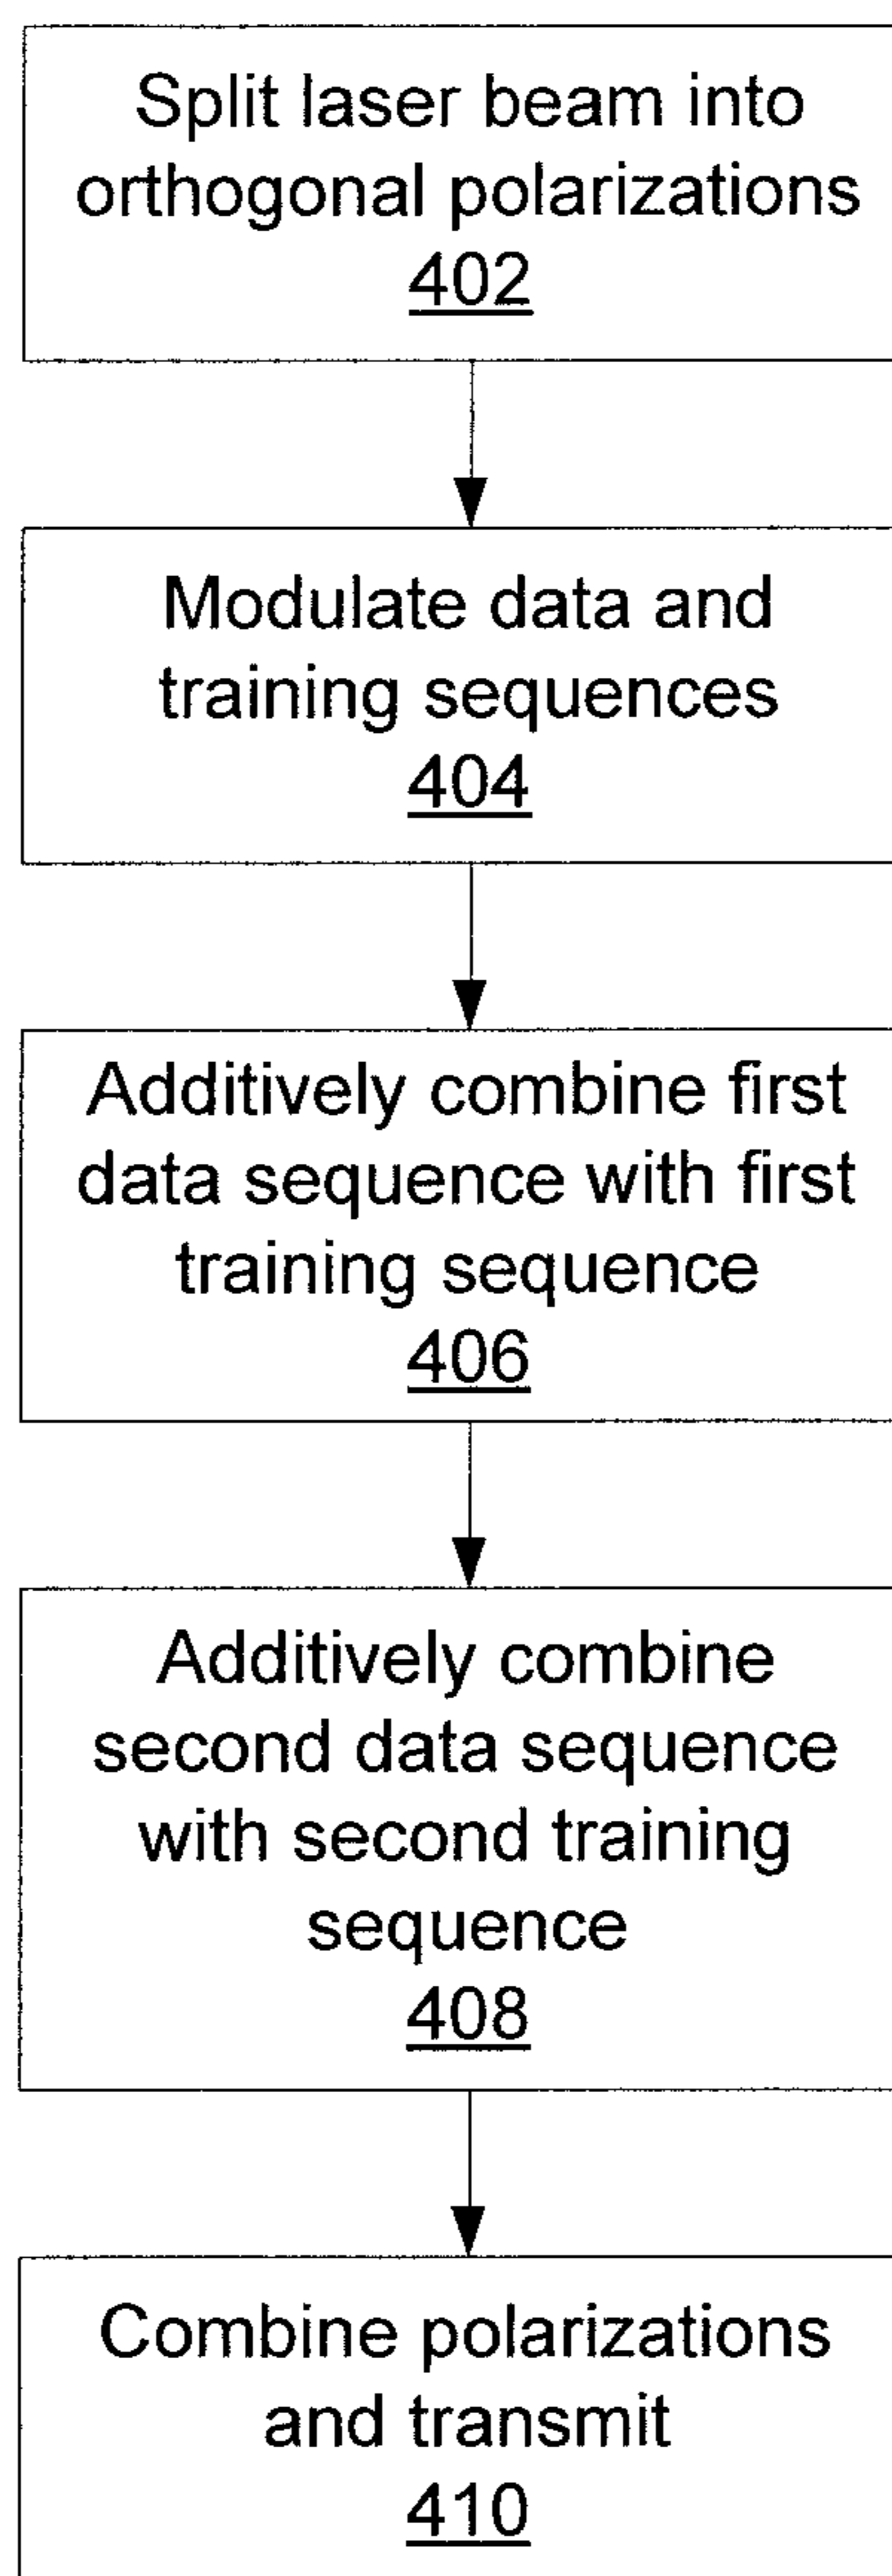 Split laser beam into
orthogonal polarizations
402
Modulate data and
training sequences
404
Additively combine first
data sequence with first
training sequence
406
Additively combine
second data sequence
with second training
sequence
408
Combine polarizations
and transmit
410